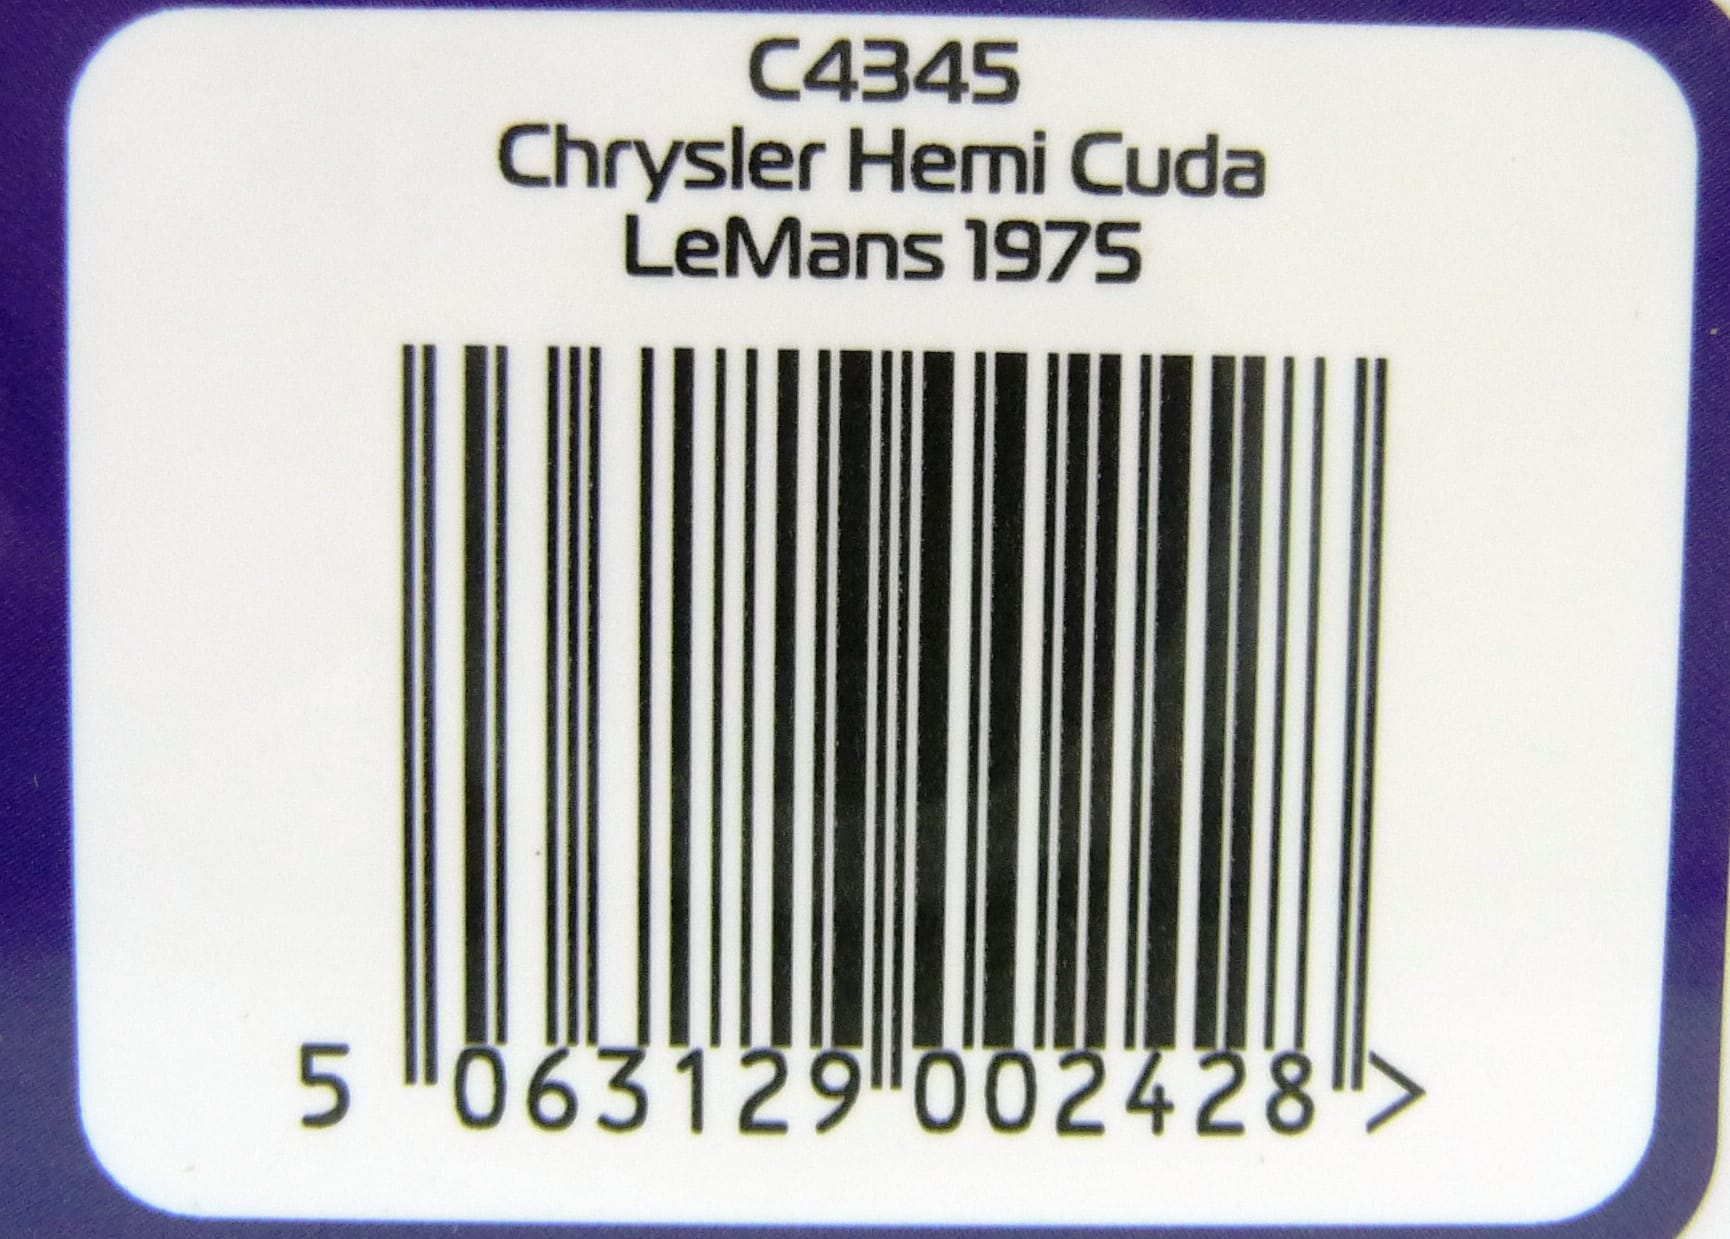 C4345
Chrysler Hemi Cuda
LeMans 1975
5 063129 002428 >